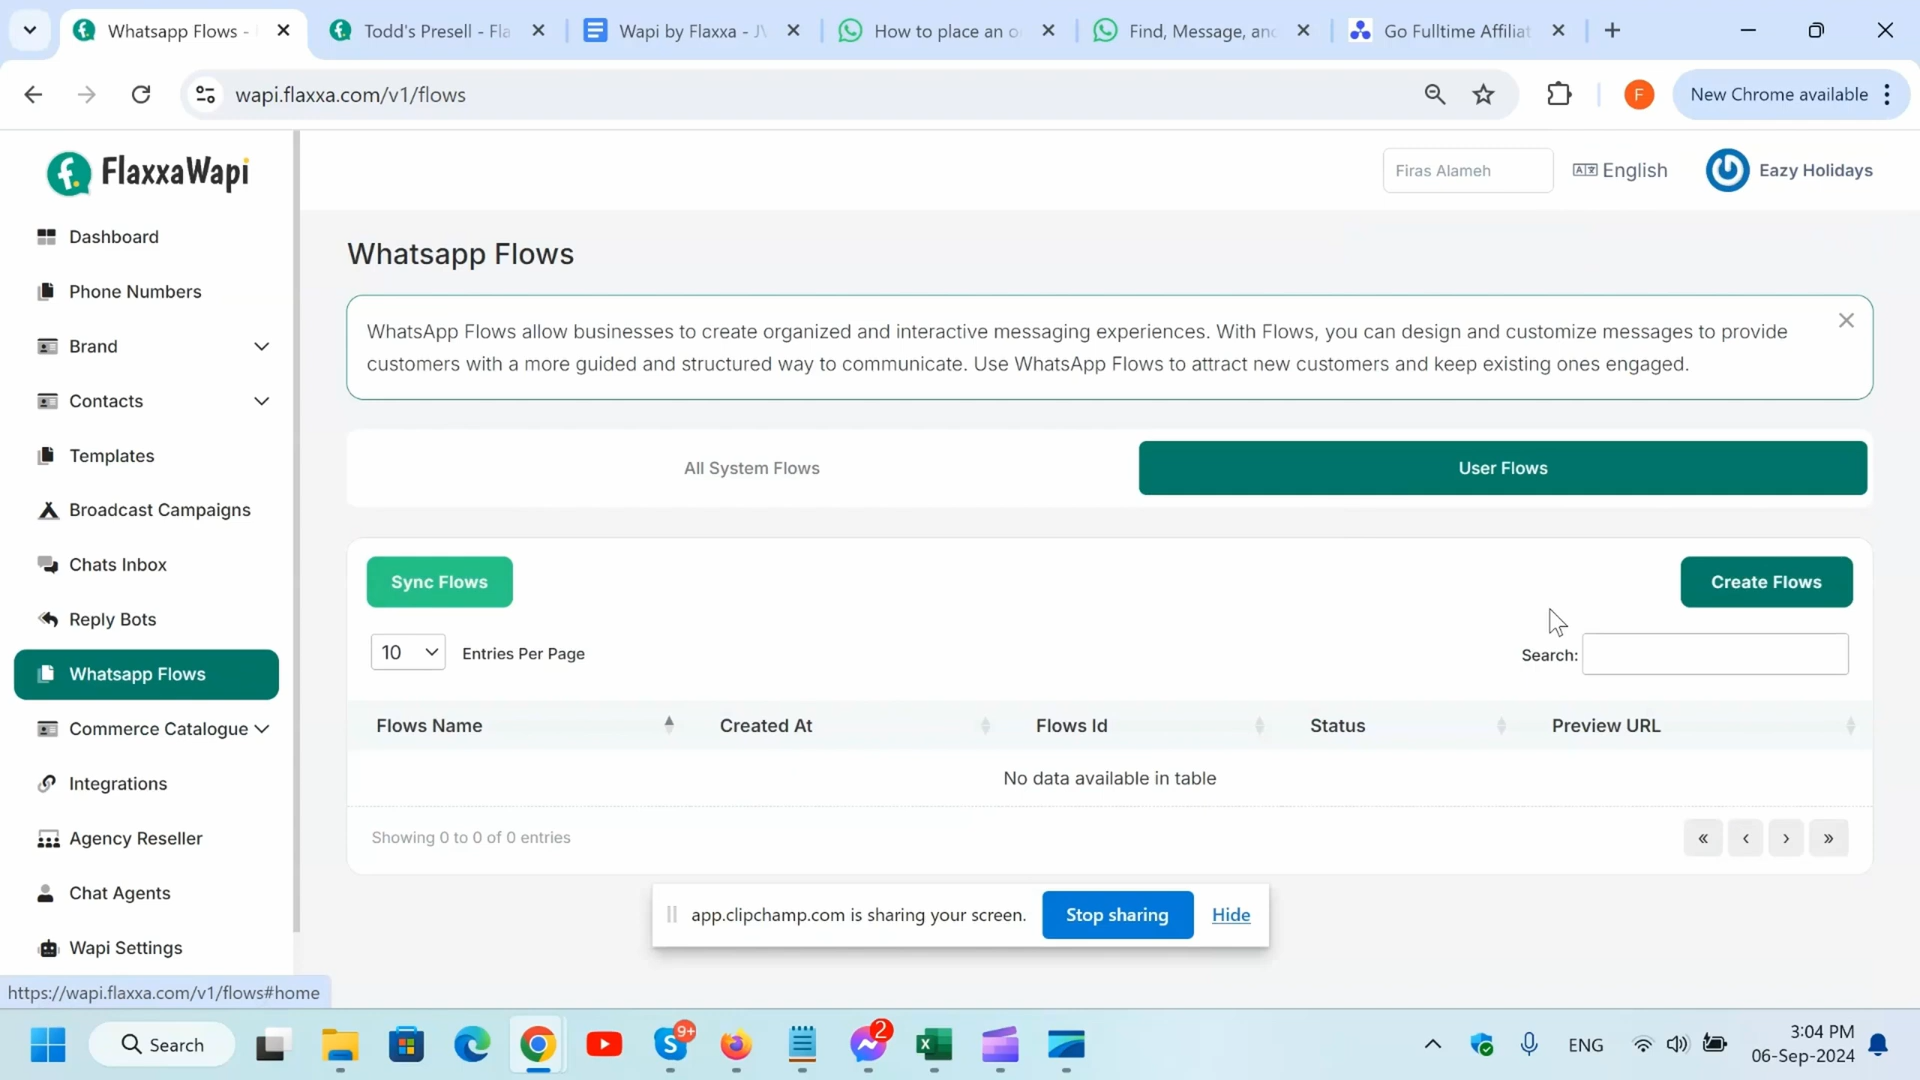 Whatsapp Flows -
Todd's Presell - Fla
Wapi by Flaxxa - JV
How to place an o
Find, Message, an
Go Fulltime Affiliat
wapi.flaxxa.com/v1/flows
F
New Chrome available
f.
FlaxxaWapi
Firas Alameh
English
Eazy Holidays
Dashboard
Phone Numbers
Brand
Contacts
Templates
Broadcast Campaigns
Chats Inbox
Reply Bots
Whatsapp Flows
Commerce Catalogue
Integrations
Agency Reseller
Chat Agents
Wapi Settings
Whatsapp Flows
WhatsApp Flows allow businesses to create organized and interactive messaging experiences. With Flows, you can design and customize messages to provide
customers with a more guided and structured way to communicate. Use WhatsApp Flows to attract new customers and keep existing ones engaged.
All System Flows
User Flows
Sync Flows
Create Flows
10
Entries Per Page
Search:
Flows Name
Created At
Flows Id
Status
Preview URL
No data available in table
Showing 0 to 0 of 0 entries
« ‹ › »
app.clipchamp.com is sharing your screen.
Stop sharing
Hide
https://wapi.flaxxa.com/v1/flows#home
Search
9+
2
ENG
3:04 PM
06-Sep-2024